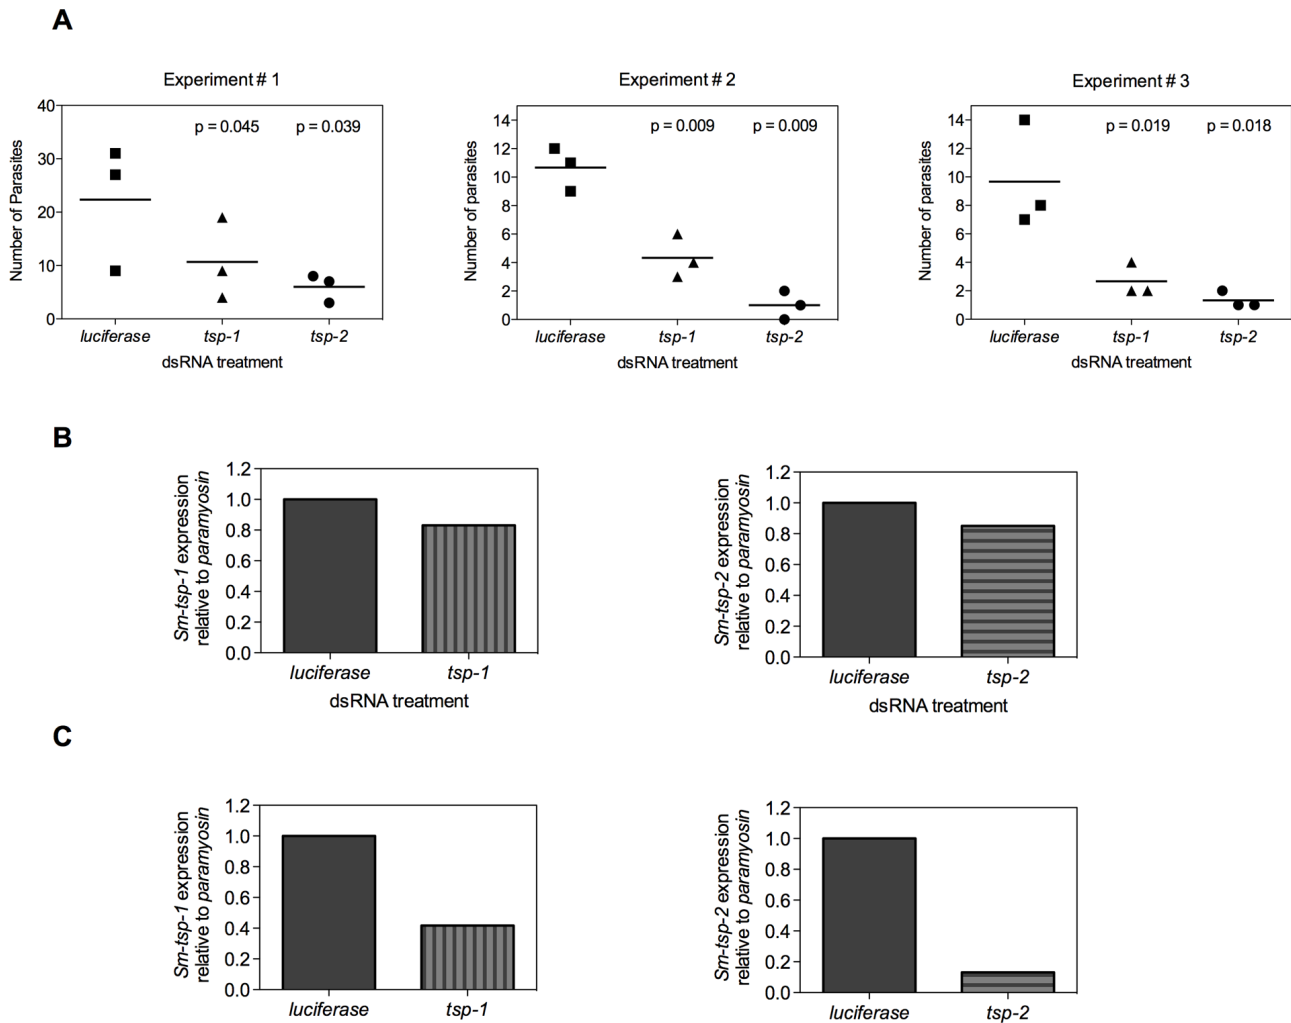 A
Experiment # 1
Number of Parasites
40
30
20
10
0
p = 0.045
p = 0.039
luciferase
tsp-1
tsp-2
dsRNA treatment
Experiment # 2
Number of parasites
14
12
10
8
6
4
2
0
p = 0.009
p = 0.009
luciferase
tsp-1
tsp-2
dsRNA treatment
Experiment # 3
Number of parasites
14
12
10
8
6
4
2
0
p = 0.019
p = 0.018
luciferase
tsp-1
tsp-2
dsRNA treatment
B
Sm-tsp-1 expression
relative to paramyosin
1.2
1.0
0.8
0.6
0.4
0.2
0.0
luciferase
tsp-1
dsRNA treatment
Sm-tsp-2 expression
relative to paramyosin
1.2
1.0
0.8
0.6
0.4
0.2
0.0
luciferase
tsp-2
dsRNA treatment
C
Sm-tsp-1 expression
relative to paramyosin
1.2
1.0
0.8
0.6
0.4
0.2
0.0
luciferase
tsp-1
Sm-tsp-2 expression
relative to paramyosin
1.2
1.0
0.8
0.6
0.4
0.2
0.0
luciferase
tsp-2